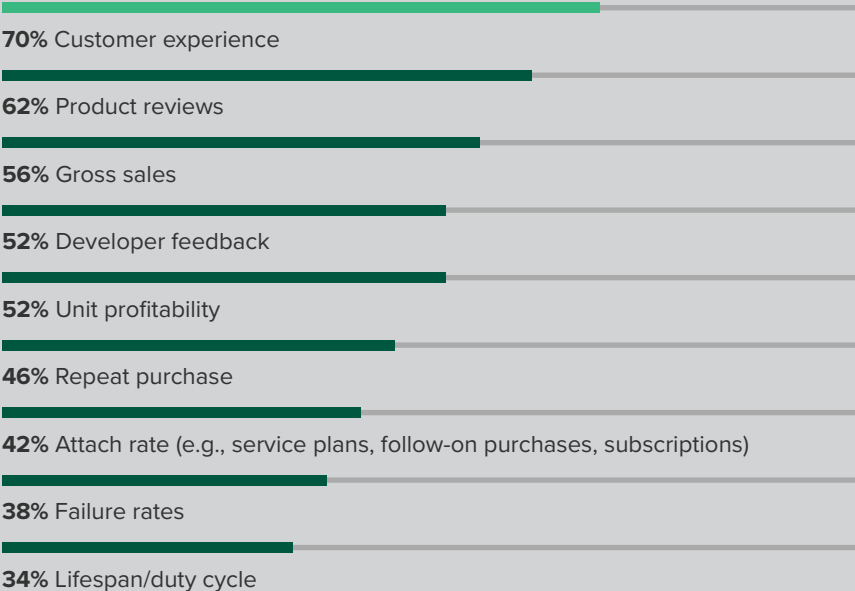 70% Customer experience
62% Product reviews
56% Gross sales
52% Developer feedback
52% Unit profitability
46% Repeat purchase
42% Attach rate (e.g., service plans, follow-on purchases, subscriptions)
38% Failure rates
34% Lifespan/duty cycle